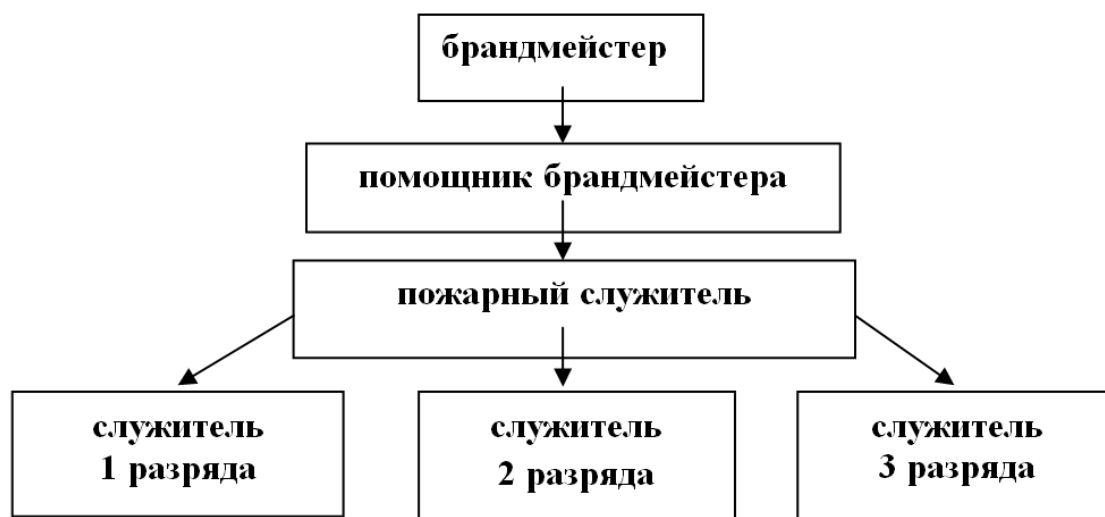 брандмейстер
помощник брандмейстера
пожарный служитель
служитель
1 разряда
служитель
2 разряда
служитель
3 разряда